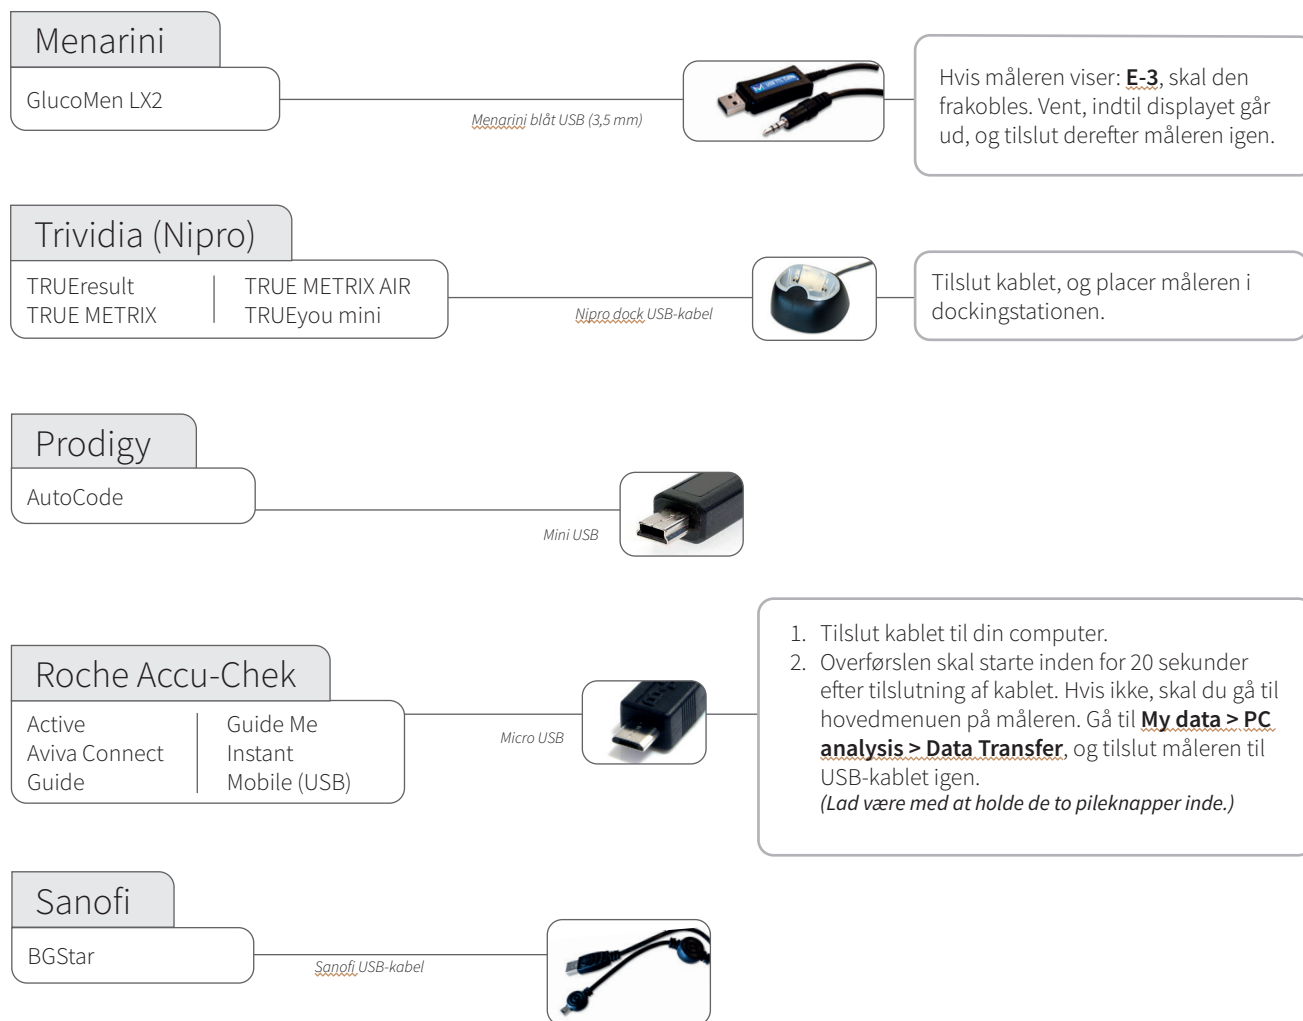 Menarini
GlucoMen LX2
Menarini blåt USB (3,5 mm)
Hvis måleren viser: E-3, skal den
frakobles. Vent, indtil displayet går
ud, og tilslut derefter måleren igen.
Trividia (Nipro)
TRUEresult
TRUE METRIX
TRUE METRIX AIR
TRUEyou mini
Nipro dock USB-kabel
Tilslut kablet, og placer måleren i
dockingstationen.
Prodigy
AutoCode
Mini USB
Roche Accu-Chek
Active
Aviva Connect
Guide
Guide Me
Instant
Mobile (USB)
Micro USB
1. Tilslut kablet til din computer.
2. Overførslen skal starte inden for 20 sekunder
efter tilslutning af kablet. Hvis ikke, skal du gå til
hovedmenuen på måleren. Gå til My data > PC
analysis > Data Transfer, og tilslut måleren til
USB-kablet igen.
(Lad være med at holde de to pileknapper inde.)
Sanofi
BGStar
Sanofi USB-kabel